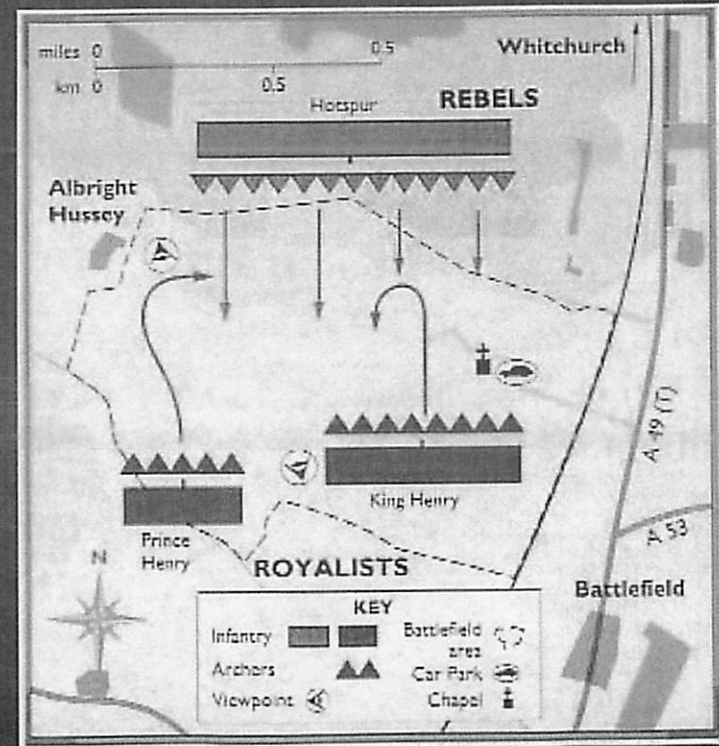 miles 0 0.5
km 0 0.5
Whitchurch
Hotspur
REBELS
Albright
Hussey
A 49 (T)
King Henry
Prince
Henry
ROYALISTS
A 53
Battlefield
N
KEY
Infantry
Battlefield
area
Archers
Car Park
Viewpoint
Chapel